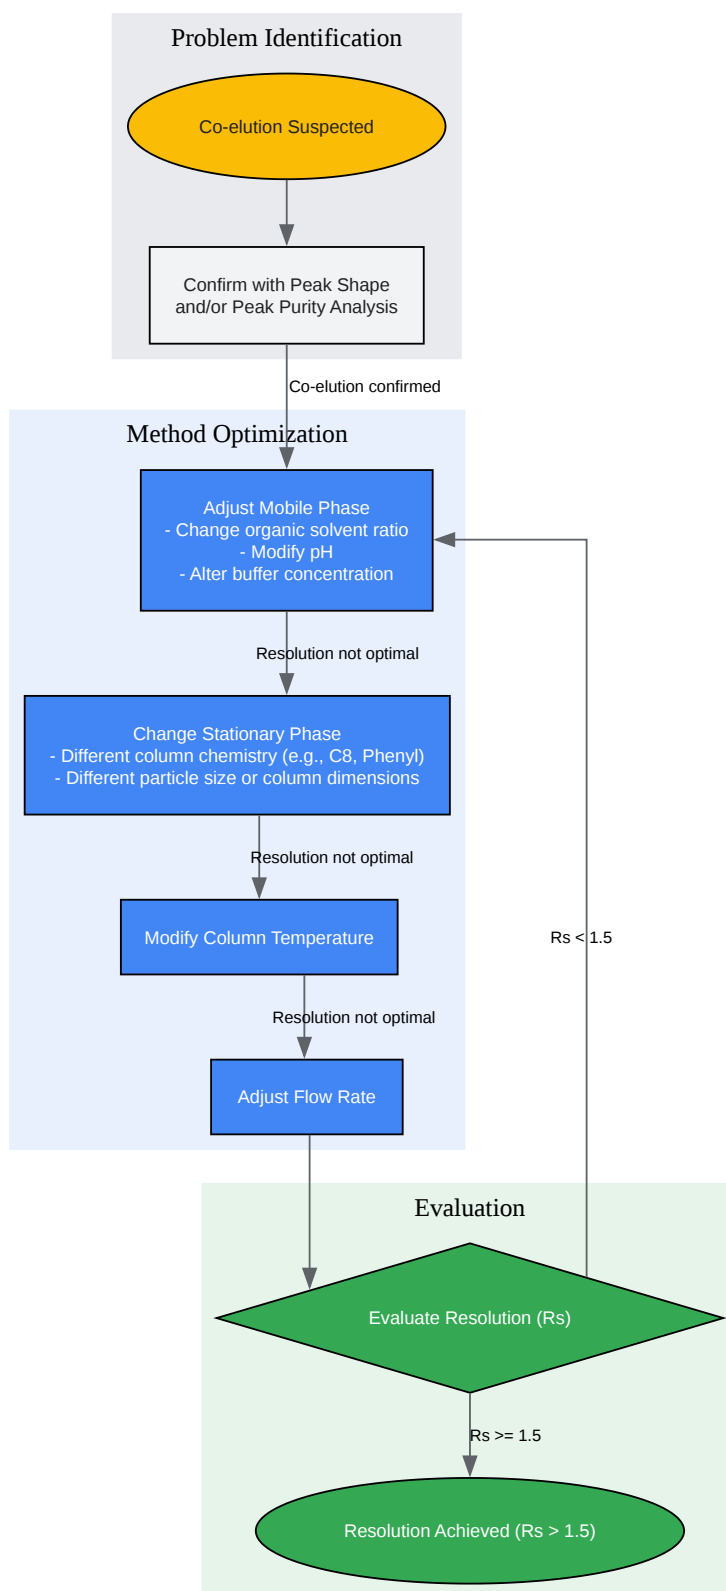 Problem Identification
Co-elution Suspected
Confirm with Peak Shape
and/or Peak Purity Analysis
Co-elution confirmed
Method Optimization
Adjust Mobile Phase
- Change organic solvent ratio
- Modify pH
- Alter buffer concentration
Resolution not optimal
Change Stationary Phase
- Different column chemistry (e.g., C8, Phenyl)
- Different particle size or column dimensions
Resolution not optimal
Modify Column Temperature
Rs < 1.5
Resolution not optimal
Adjust Flow Rate
Evaluation
Evaluate Resolution (Rs)
Rs >= 1.5
Resolution Achieved (Rs > 1.5)